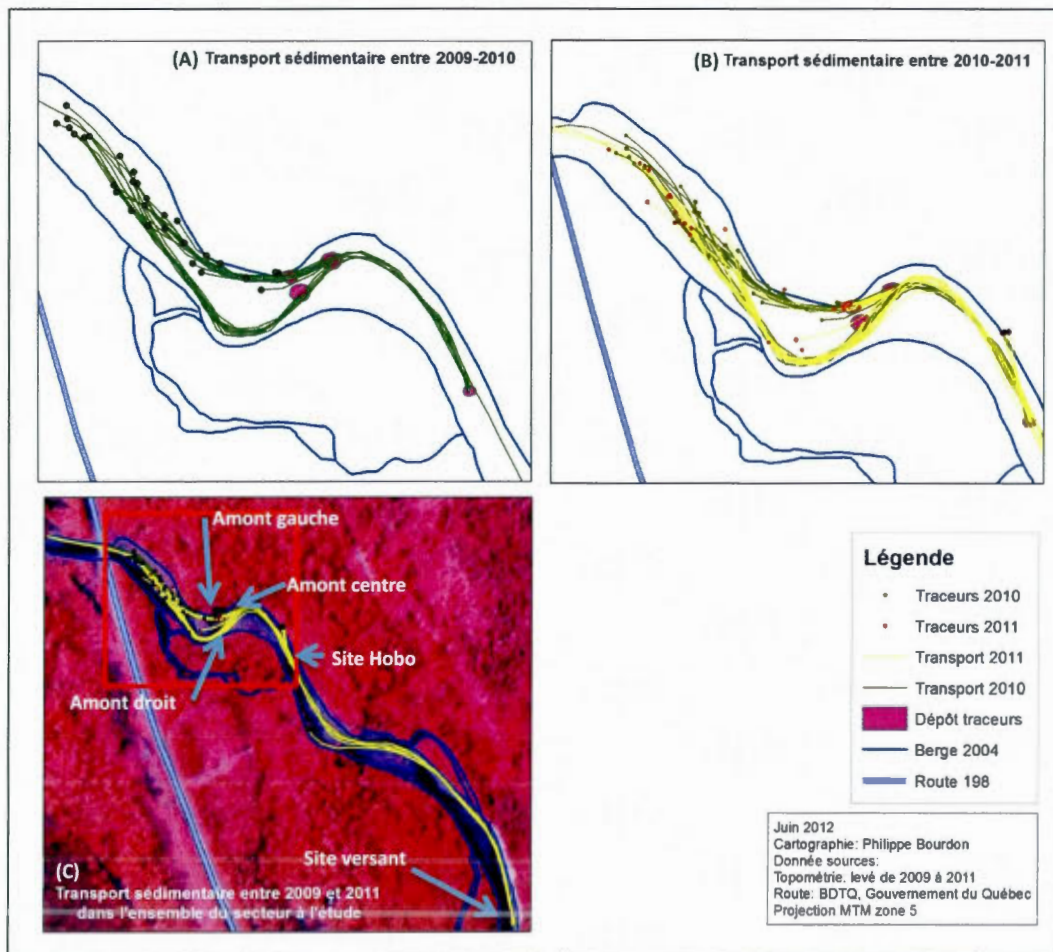 (A) Transport sédimentaire entre 2009-2010
(B) Transport sédimentaire entre 2010-2011
Amont gauche
Amont centre
Site Hobo
Amont droit
Site versant
(C)
Transport sédimentaire entre 2009 et 2011
dans l'ensemble du secteur à l'étude
Légende
Traceurs 2010
Traceurs 2011
Transport 2011
Transport 2010
Dépôt traceurs
Berge 2004
Route 198
Juin 2012
Cartographie: Philippe Bourdon
Donnée sources:
Topométrie. levé de 2009 à 2011
Route: BDTQ, Gouvernement du Québec
Projection MTM zone 5